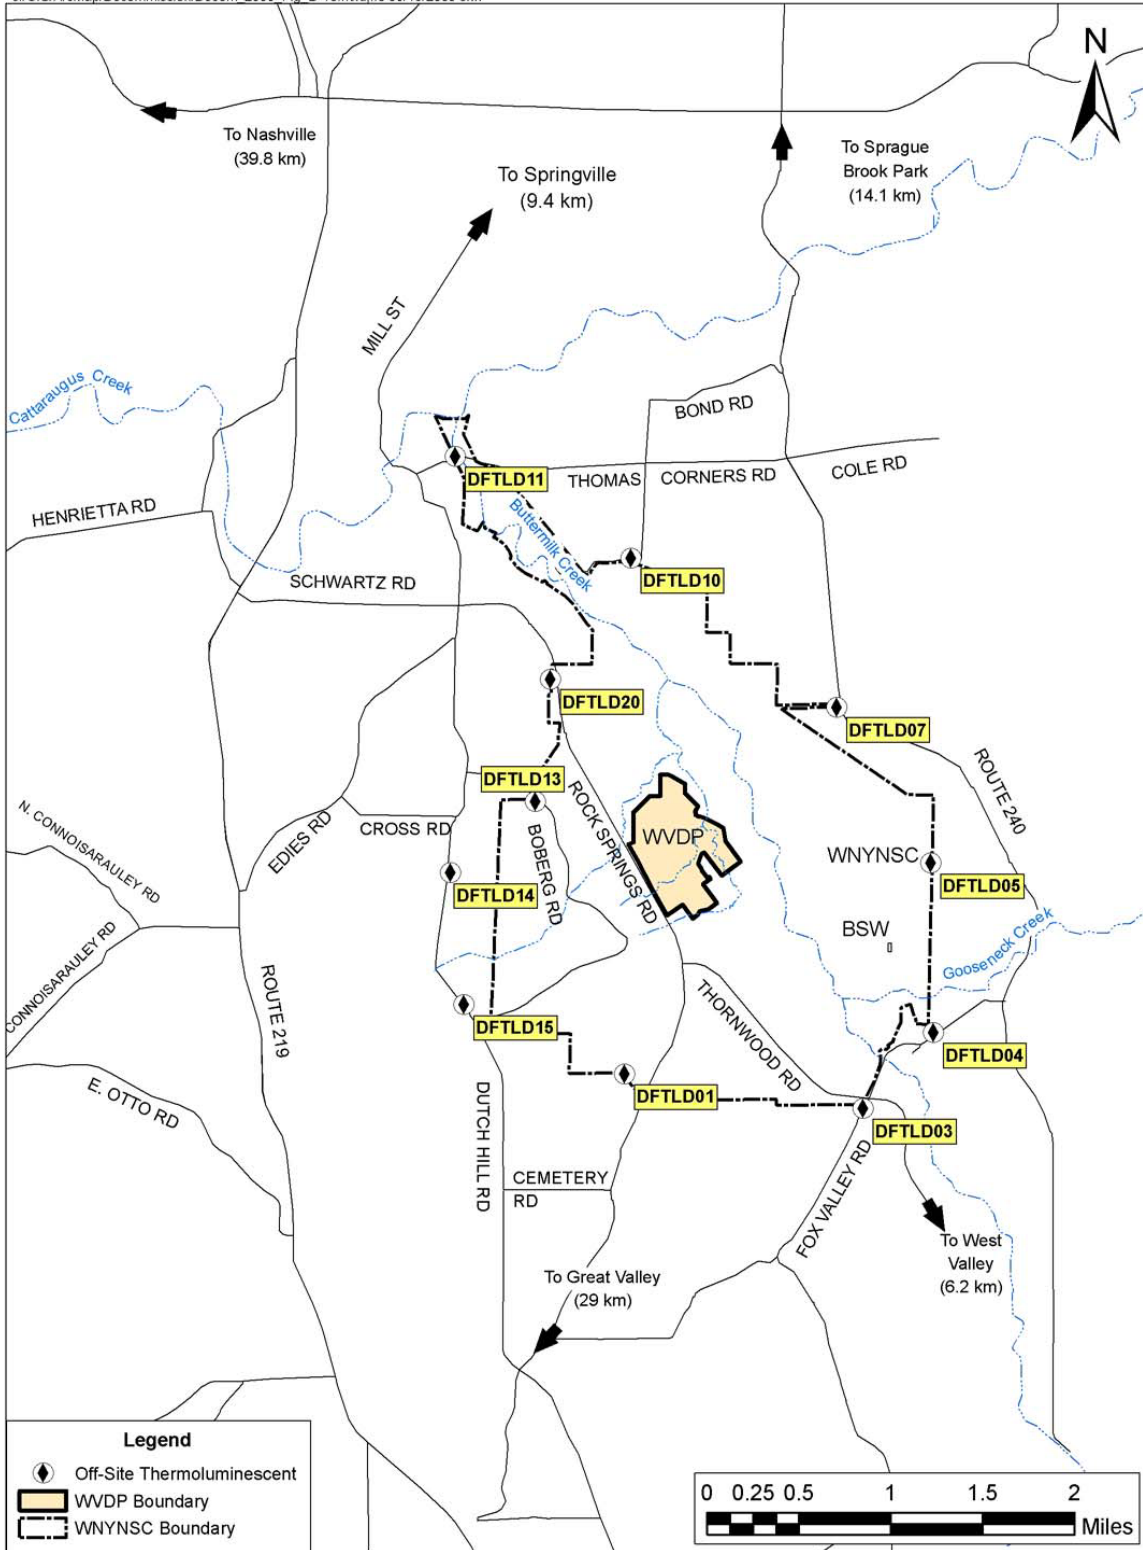 N
To Nashville
(39.8 km)
To Sprague
Brook Park
(14.1 km)
To Springville
(9.4 km)
MILL ST
Cattaraugus Creek
BOND RD
THOMAS CORNERS RD
COLE RD
DFTLD11
HENRIETTA RD
Buttermilk Creek
SCHWARTZ RD
DFTLD10
DFTLD20
DFTLD07
ROUTE 240
DFTLD13
ROCK SPRINGS RD
N. CONNOISARAULEY RD
EDIES RD
CROSS RD
BOBERG RD
WVDP
WNYNSC
DFTLD14
DFTLD05
BSW
Gooseneck Creek
CONNOISARAULEY RD
ROUTE 219
DFTLD15
THORNWOOD RD
DFTLD04
E. OTTO RD
DFTLD01
DUTCH HILL RD
DFTLD03
CEMETERY
RD
FOX VALLEY RD
To West
Valley
(6.2 km)
To Great Valley
(29 km)
Legend
Off-Site Thermoluminescent
WVDP Boundary
WNYNSC Boundary
0 0.25 0.5 1 1.5 2
Miles